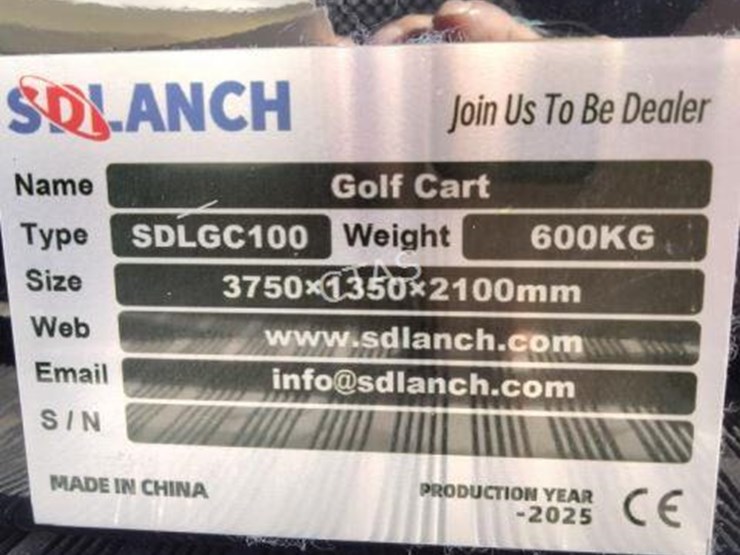 SDLANCH Join Us To Be Dealer
Name Golf Cart
Type SDLGC100 Weight 600KG
Size 3750×1350×2100mm
CTAS
Web www.sdlanch.com
Email info@sdlanch.com
S/N
MADE IN CHINA PRODUCTION YEAR
-2025 CE